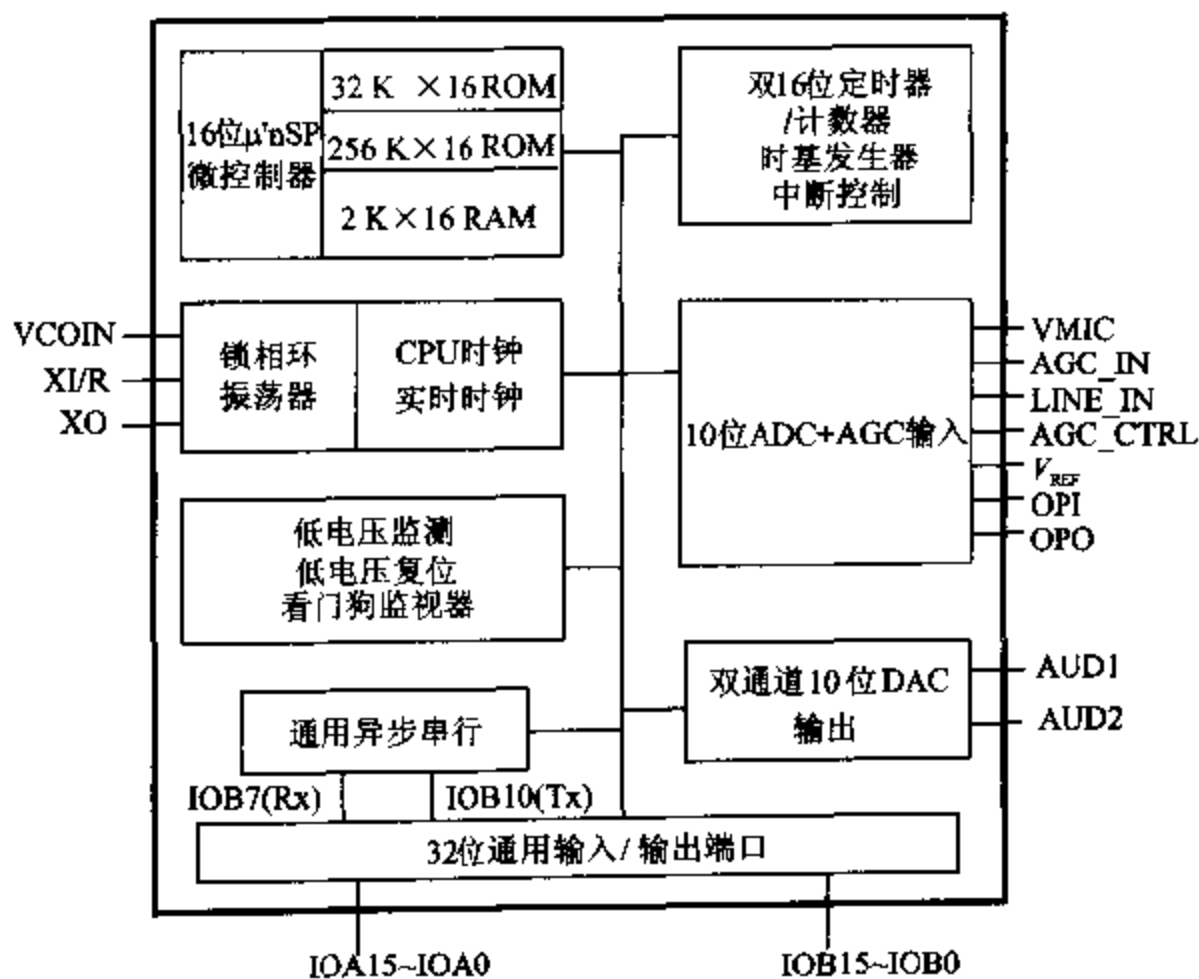 16位μ'nSP
微控制器
32 K ×16 ROM
256 K×16 ROM
2 K×16 RAM
双16位定时器
/计数器
时基发生器
中断控制
VCOIN
XI/R
XO
锁相环
振荡器
CPU时钟
实时时钟
10位ADC+AGC输入
VMIC
AGC_IN
LINE_IN
AGC_CTRL
VREF
OPI
OPO
低电压监测
低电压复位
看门狗监视器
双通道10位DAC
输出
AUD1
AUD2
通用异步串行
IOB7(Rx)
IOB10(Tx)
32位通用输入/输出端口
IOA15~IOA0
IOB15~IOB0